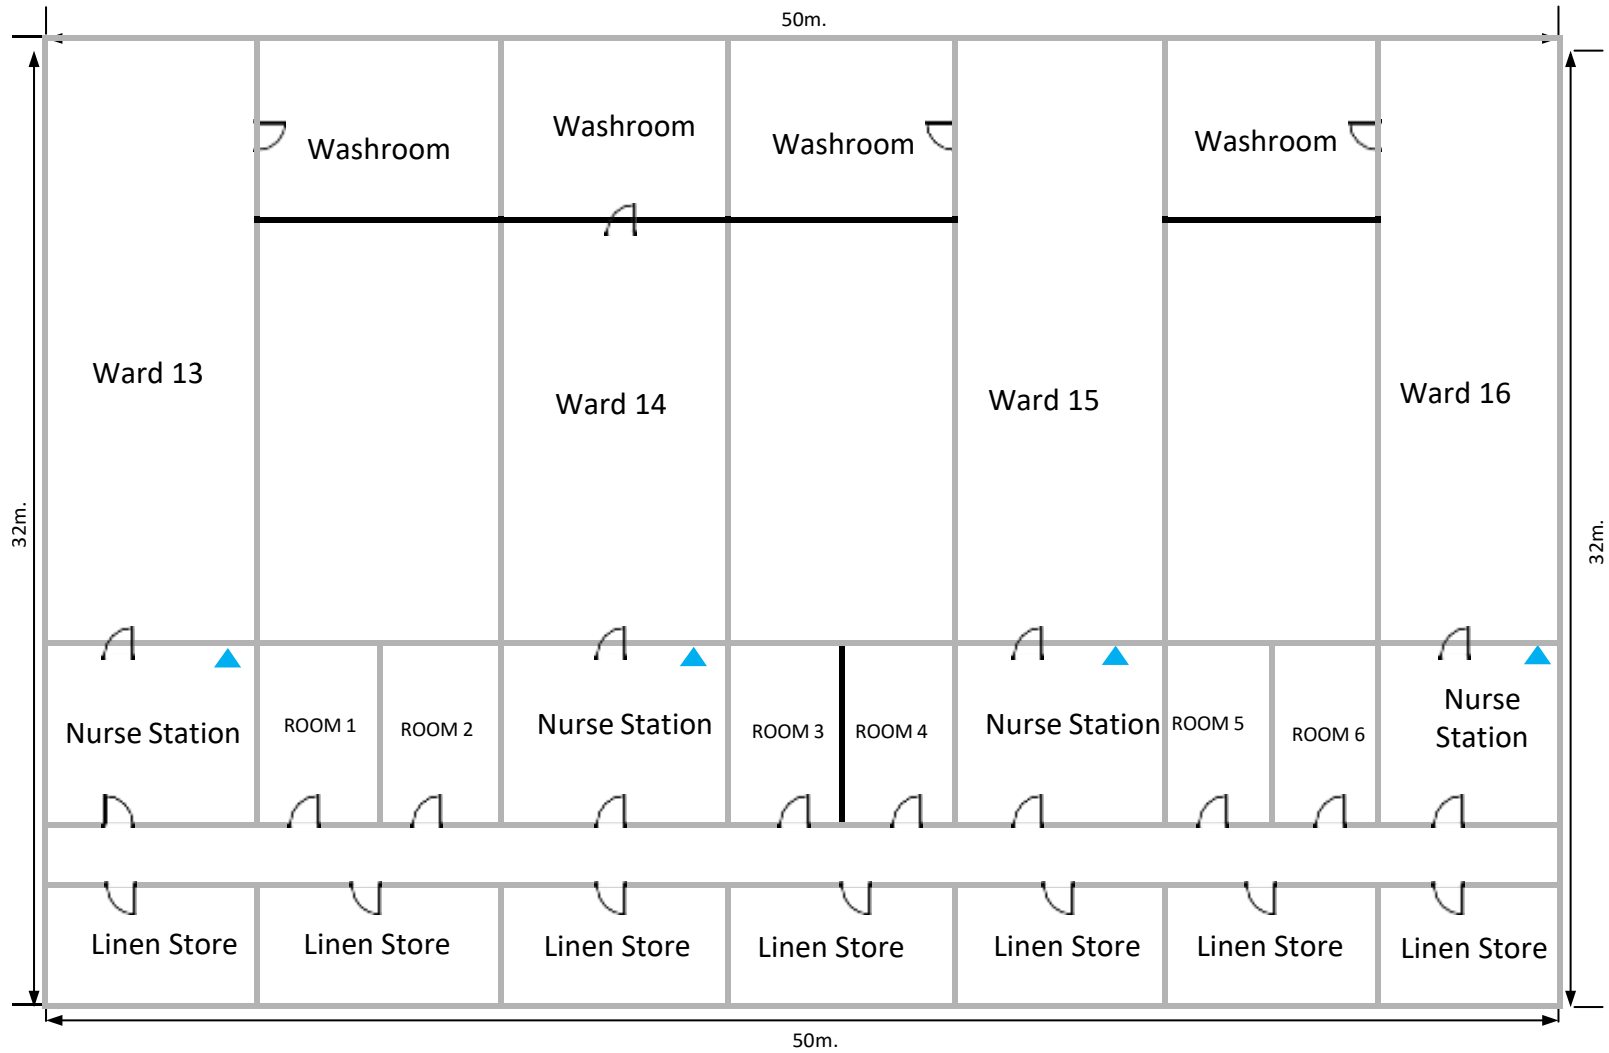 50m.
Washroom
Washroom
Washroom
Washroom
Ward 13
Ward 14
Ward 15
Ward 16
32m.
32m.
Nurse Station
ROOM 1
ROOM 2
Nurse Station
ROOM 3
ROOM 4
Nurse Station
ROOM 5
ROOM 6
Nurse
Station
Linen Store
Linen Store
Linen Store
Linen Store
Linen Store
Linen Store
Linen Store
50m.